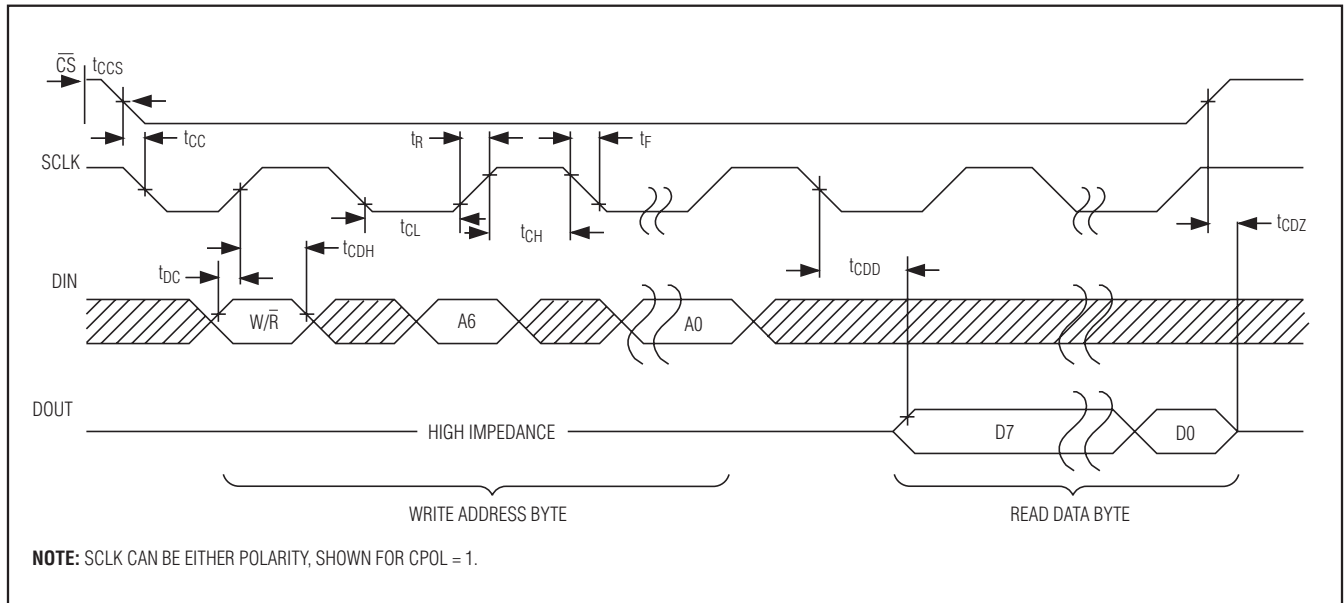 C̅S̅ tCCS
tCC
tR
tF
SCLK
tCL
tCH
tCDZ
tCDH
tDC
tCDD
DIN
W/R̅
A6
A0
DOUT
HIGH IMPEDANCE
D7
D0
WRITE ADDRESS BYTE
READ DATA BYTE
NOTE: SCLK CAN BE EITHER POLARITY, SHOWN FOR CPOL = 1.